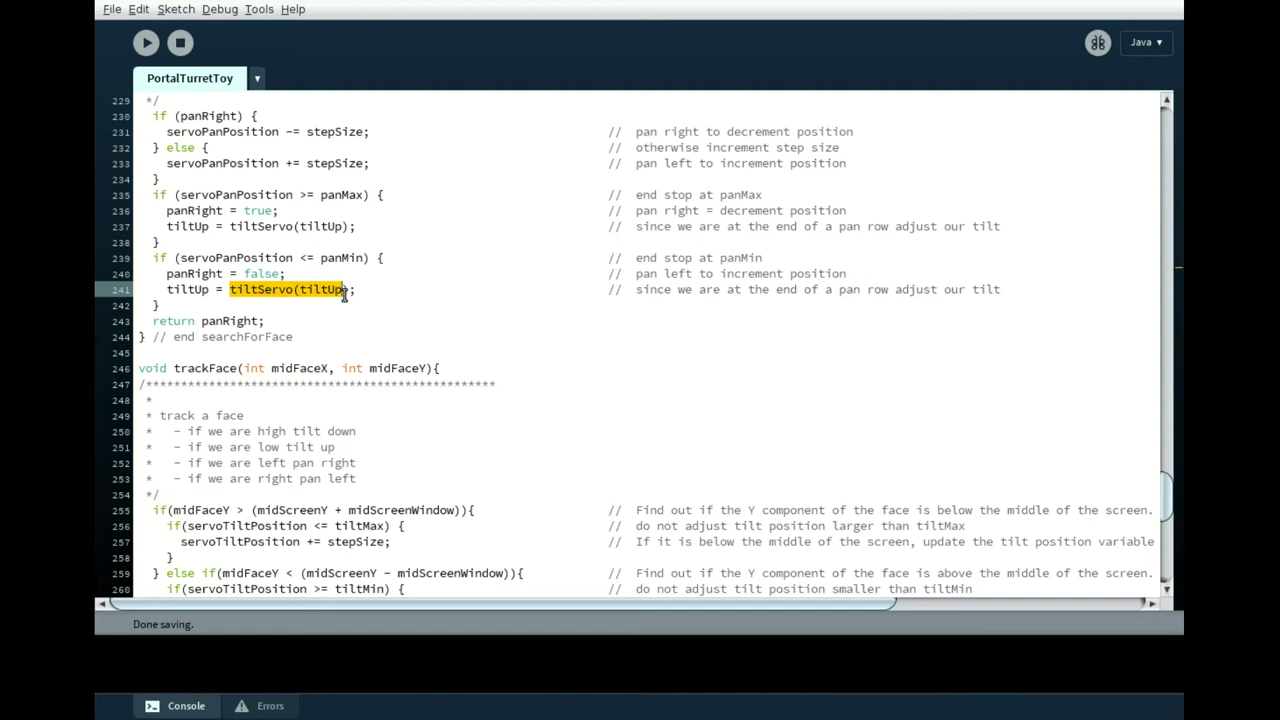 File Edit Sketch Debug Tools Help
Java ▾
PortalTurretToy ▾
229 */
230 if (panRight) {
231 servoPanPosition -= stepSize; // pan right to decrement position
232 } else { // otherwise increment step size
233 servoPanPosition += stepSize; // pan left to increment position
234 }
235 if (servoPanPosition >= panMax) { // end stop at panMax
236 panRight = true; // pan right = decrement position
237 tiltUp = tiltServo(tiltUp); // since we are at the end of a pan row adjust our tilt
238 }
239 if (servoPanPosition <= panMin) { // end stop at panMin
240 panRight = false; // pan left to increment position
241 tiltUp = tiltServo(tiltUp); // since we are at the end of a pan row adjust our tilt
242 }
243 return panRight;
244 } // end searchForFace
245
246 void trackFace(int midFaceX, int midFaceY){
247 /**************************************************
248 *
249 * track a face
250 * - if we are high tilt down
251 * - if we are low tilt up
252 * - if we are left pan right
253 * - if we are right pan left
254 */
255 if(midFaceY > (midScreenY + midScreenWindow)){ // Find out if the Y component of the face is below the middle of the screen.
256 if(servoTiltPosition <= tiltMax) { // do not adjust tilt position larger than tiltMax
257 servoTiltPosition += stepSize; // If it is below the middle of the screen, update the tilt position variable
258 }
259 } else if(midFaceY < (midScreenY - midScreenWindow)){ // Find out if the Y component of the face is above the middle of the screen.
260 if(servoTiltPosition >= tiltMin) { // do not adjust tilt position smaller than tiltMin
Done saving.
Console Errors